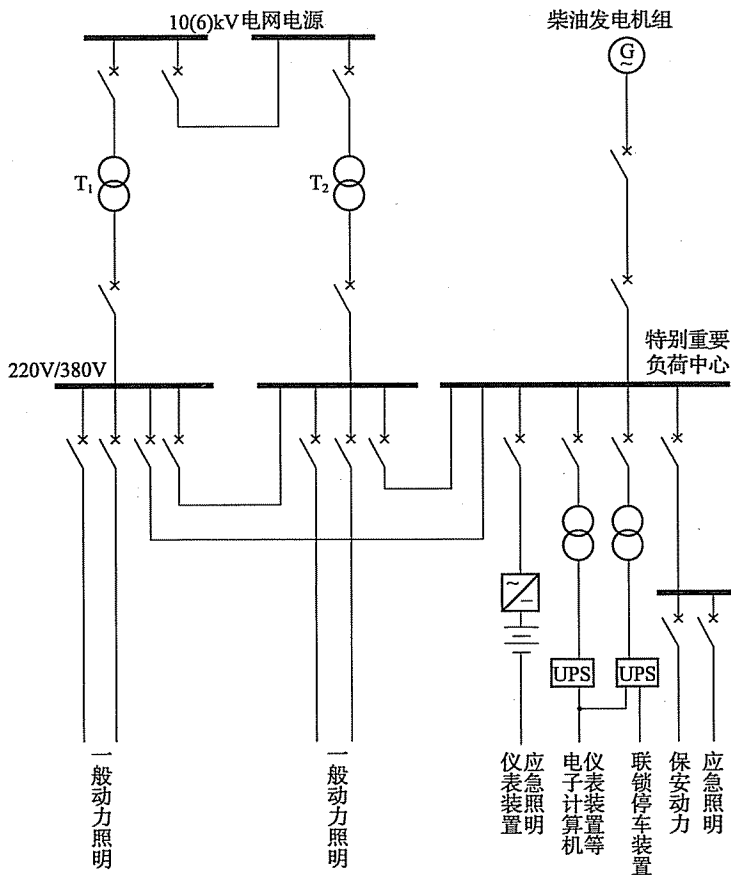 10(6)kV 电网电源
柴油发电机组
G
~
T₁
T₂
220V/380V
特别重要
负荷中心
~
UPS
UPS
一般动力照明
一般动力照明
应急照明
仪表装置
仪表装置等
电子计算机
联锁停车装置
保安动力
应急照明